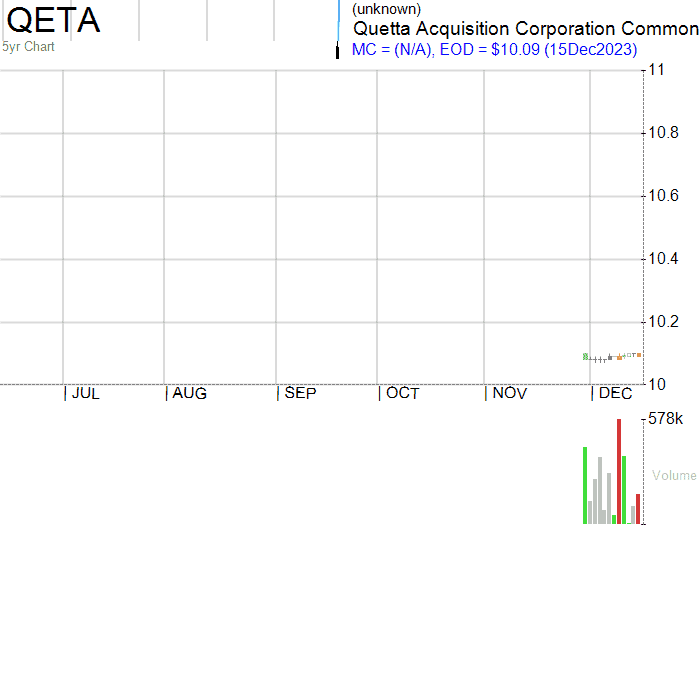 QETA
5yr Chart
(unknown)
Quetta Acquisition Corporation Common
MC = (N/A), EOD = $10.09 (15Dec2023)
11
10.8
10.6
10.4
10.2
10
JUL
AUG
SEP
OCT
NOV
DEC
578k
Volume